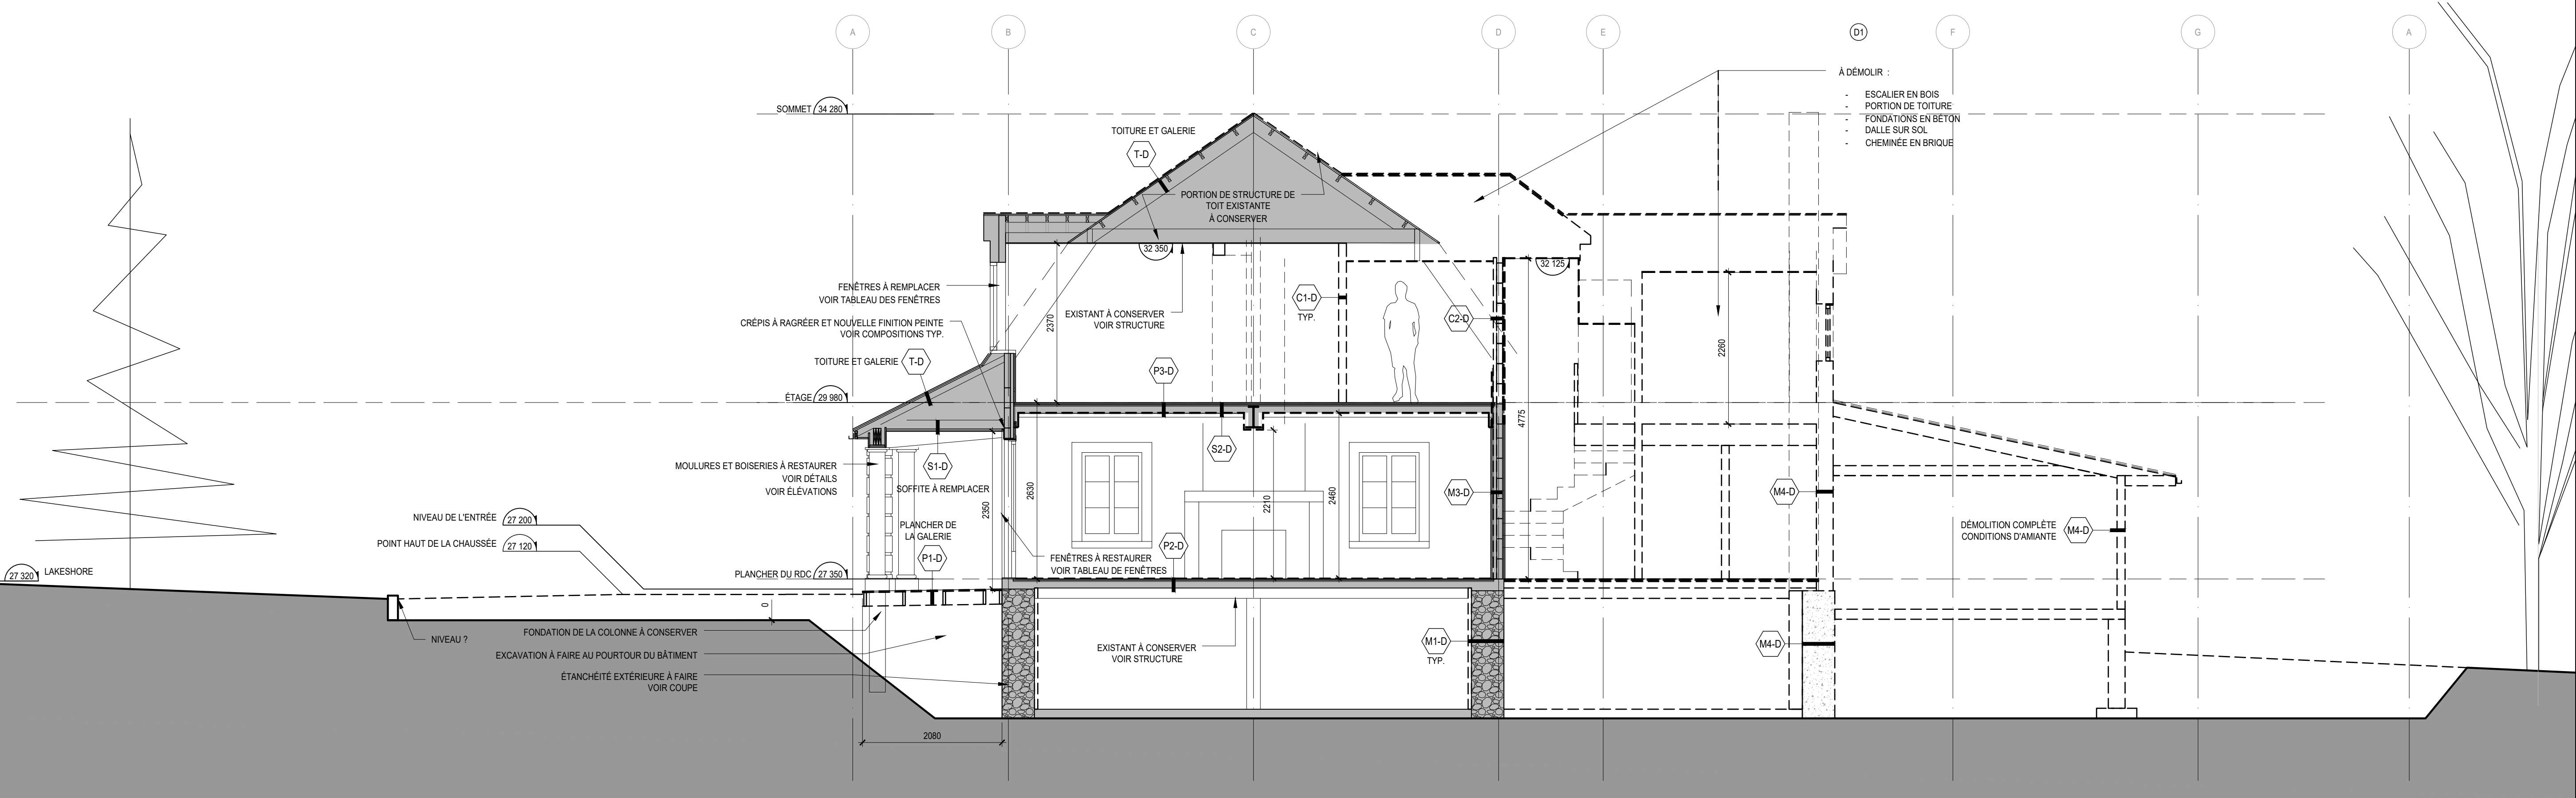 A
B
C
D
E
D1
F
G
A
À DÉMOLIR :
- ESCALIER EN BOIS
- PORTION DE TOITURE
- FONDATIONS EN BÉTON
- DALLE SUR SOL
- CHEMINÉE EN BRIQUE
SOMMET 34 280
TOITURE ET GALERIE
T-D
PORTION DE STRUCTURE DE
TOIT EXISTANTE
À CONSERVER
32 350
32 125
FENÊTRES À REMPLACER
VOIR TABLEAU DES FENÊTRES
CRÉPIS À RAGRÉER ET NOUVELLE FINITION PEINTE
VOIR COMPOSITIONS TYP.
2370
EXISTANT À CONSERVER
VOIR STRUCTURE
C1-D
TYP.
C2-D
2260
TOITURE ET GALERIE T-D
P3-D
ÉTAGE 29 980
4775
S2-D
MOULURES ET BOISERIES À RESTAURER
VOIR DÉTAILS
VOIR ÉLÉVATIONS
S1-D
SOFFITE À REMPLACER
2350
2630
2210
2460
M3-D
M4-D
NIVEAU DE L'ENTRÉE 27 200
POINT HAUT DE LA CHAUSSÉE 27 120
PLANCHER DE
LA GALERIE
P1-D
P2-D
FENÊTRES À RESTAURER
VOIR TABLEAU DE FENÊTRES
DÉMOLITION COMPLÈTE
CONDITIONS D'AMIANTE
M4-D
27 320 LAKESHORE
PLANCHER DU RDC 27 350
0
NIVEAU ?
FONDATION DE LA COLONNE À CONSERVER
EXCAVATION À FAIRE AU POURTOUR DU BÂTIMENT
ÉTANCHÉITÉ EXTÉRIEURE À FAIRE
VOIR COUPE
EXISTANT À CONSERVER
VOIR STRUCTURE
M1-D
TYP.
M4-D
2080